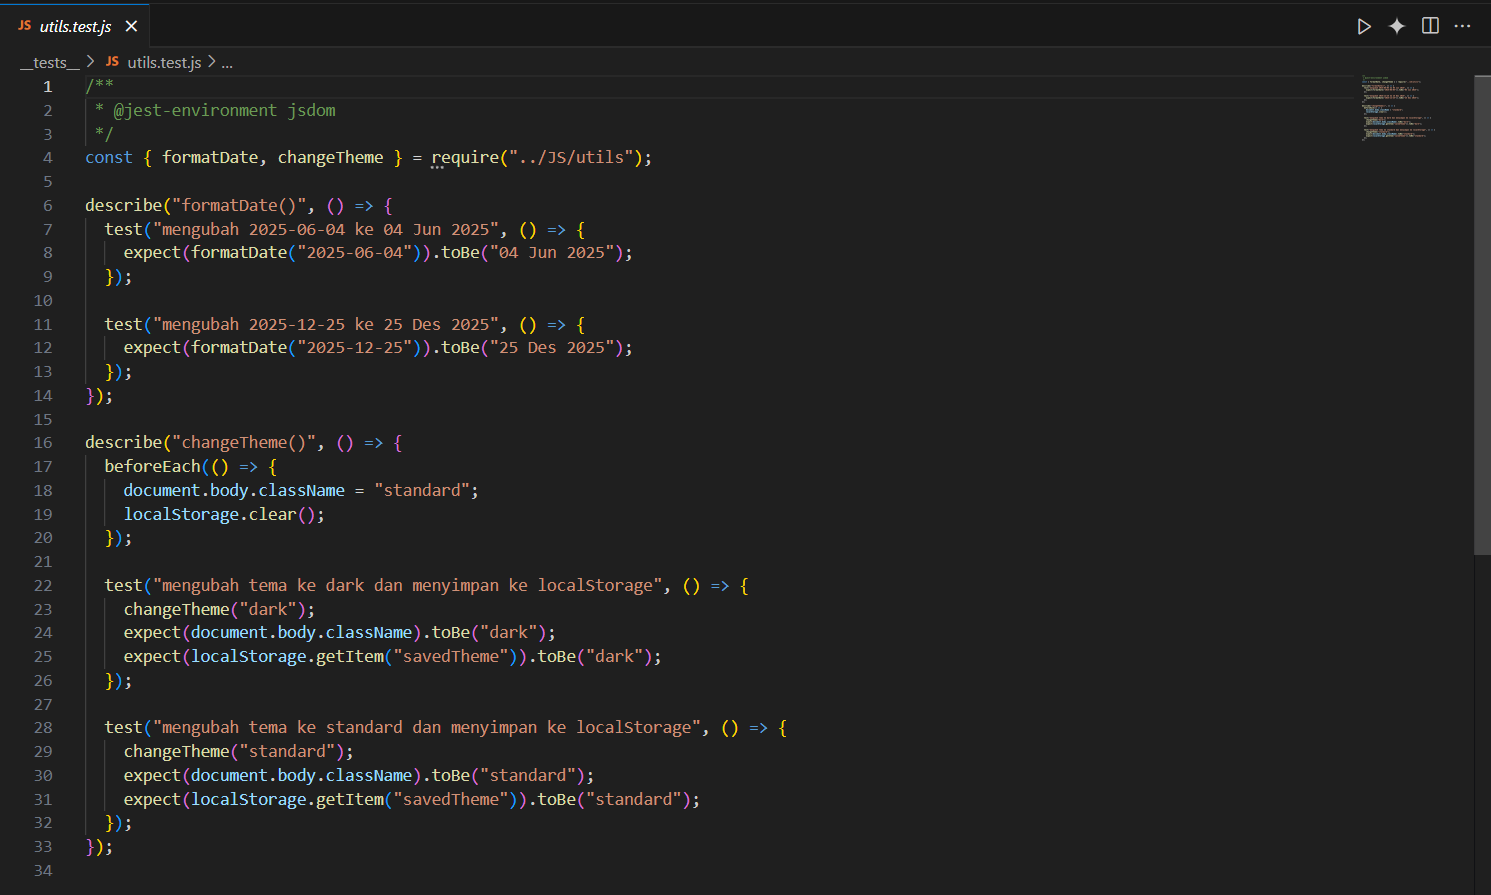 JS utils.test.js ×
__tests__ > JS utils.test.js > ...
1 /**
2 * @jest-environment jsdom
3 */
4 const { formatDate, changeTheme } = require("../JS/utils");
5
6 describe("formatDate()", () => {
7 test("mengubah 2025-06-04 ke 04 Jun 2025", () => {
8 expect(formatDate("2025-06-04")).toBe("04 Jun 2025");
9 });
10
11 test("mengubah 2025-12-25 ke 25 Des 2025", () => {
12 expect(formatDate("2025-12-25")).toBe("25 Des 2025");
13 });
14 });
15
16 describe("changeTheme()", () => {
17 beforeEach(() => {
18 document.body.className = "standard";
19 localStorage.clear();
20 });
21
22 test("mengubah tema ke dark dan menyimpan ke localStorage", () => {
23 changeTheme("dark");
24 expect(document.body.className).toBe("dark");
25 expect(localStorage.getItem("savedTheme")).toBe("dark");
26 });
27
28 test("mengubah tema ke standard dan menyimpan ke localStorage", () => {
29 changeTheme("standard");
30 expect(document.body.className).toBe("standard");
31 expect(localStorage.getItem("savedTheme")).toBe("standard");
32 });
33 });
34